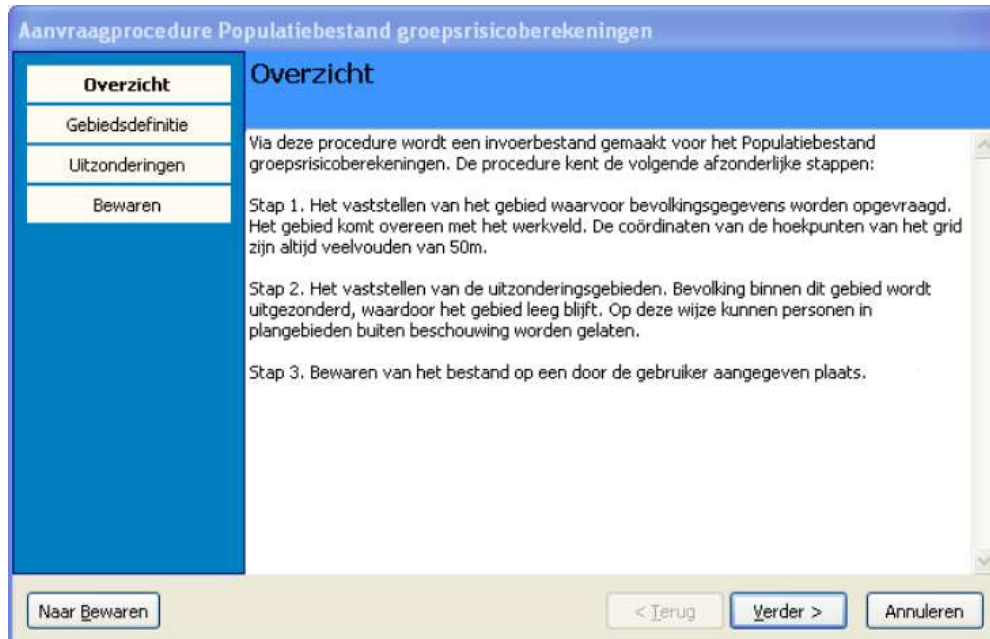 Aanvraagprocedure Populatiebestand groepsrisicoberekeningen
Overzicht
Gebiedsdefinitie
Uitzonderingen
Bewaren
Overzicht
Via deze procedure wordt een invoerbestand gemaakt voor het Populatiebestand
groepsrisicoberekeningen. De procedure kent de volgende afzonderlijke stappen:
Stap 1. Het vaststellen van het gebied waarvoor bevolkingsgegevens worden opgevraagd.
Het gebied komt overeen met het werkveld. De coördinaten van de hoekpunten van het grid
zijn altijd veelvouden van 50m.
Stap 2. Het vaststellen van de uitzonderingsgebieden. Bevolking binnen dit gebied wordt
uitgezonderd, waardoor het gebied leeg blijft. Op deze wijze kunnen personen in
plangebieden buiten beschouwing worden gelaten.
Stap 3. Bewaren van het bestand op een door de gebruiker aangegeven plaats.
Naar Bewaren
< Terug
Verder >
Annuleren